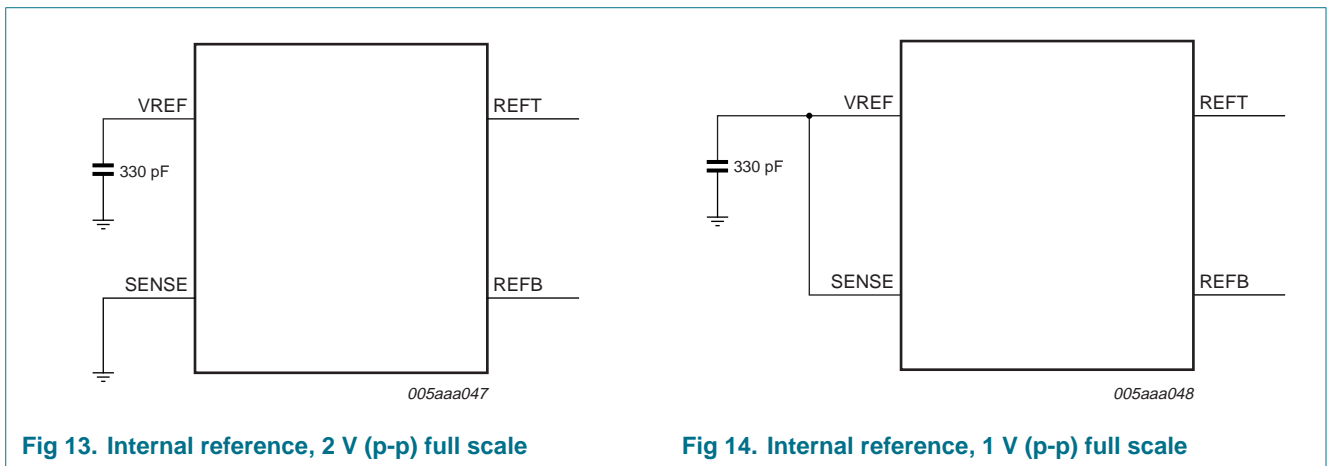 VREF
REFT
330 pF
SENSE
REFB
005aaa047
Fig 13. Internal reference, 2 V (p-p) full scale
VREF
REFT
330 pF
SENSE
REFB
005aaa048
Fig 14. Internal reference, 1 V (p-p) full scale